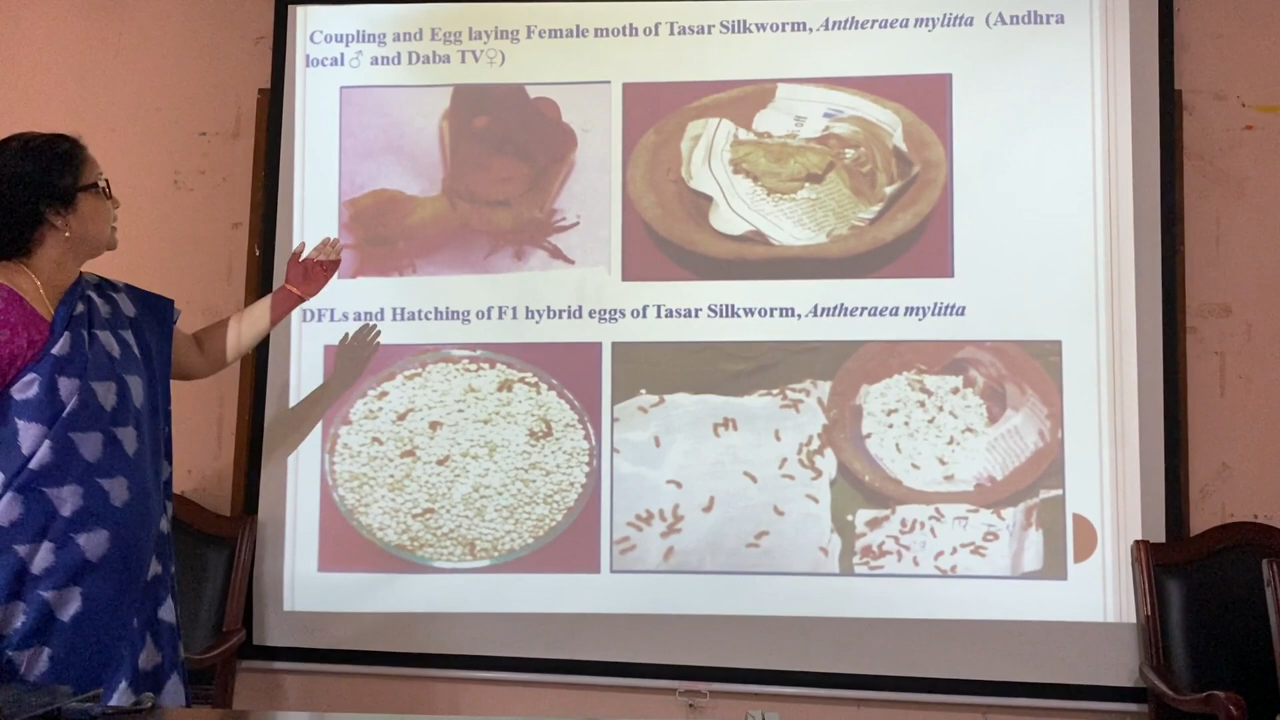 Coupling and Egg laying Female moth of Tasar Silkworm, Antheraea mylitta (Andhra
local ♂ and Daba TV♀)
DFLs and Hatching of F1 hybrid eggs of Tasar Silkworm, Antheraea mylitta